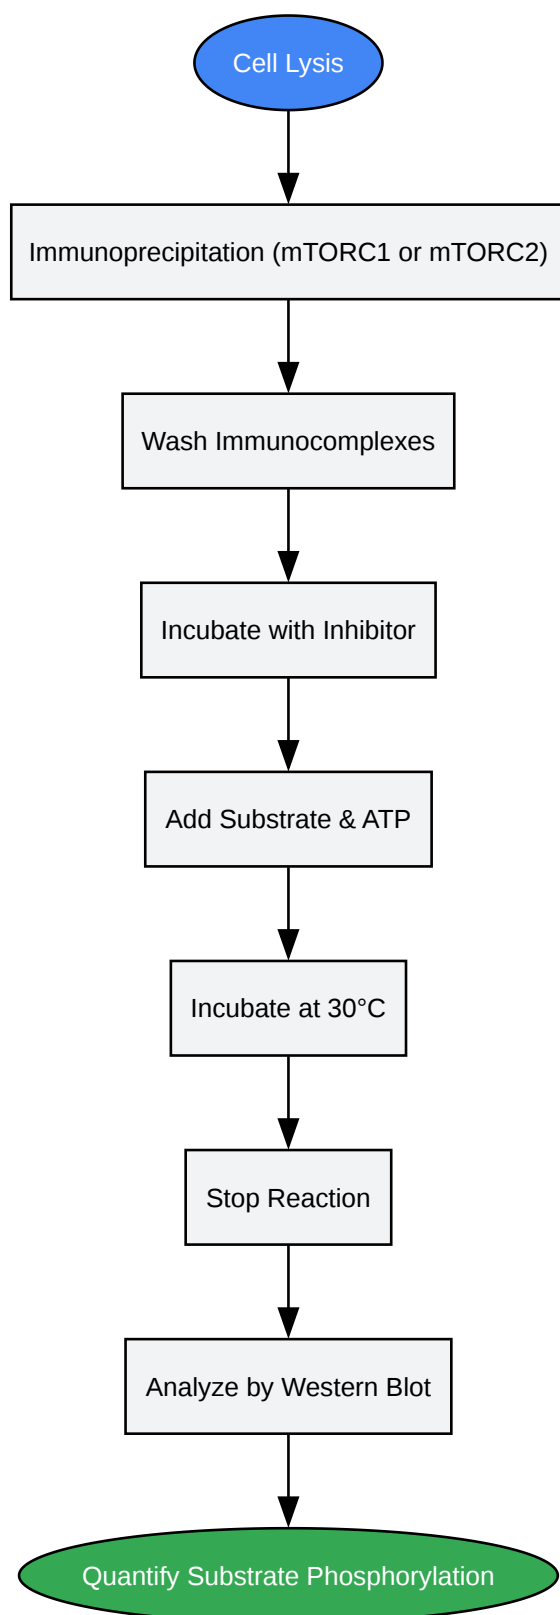 Cell Lysis
Immunoprecipitation (mTORC1 or mTORC2)
Wash Immunocomplexes
Incubate with Inhibitor
Add Substrate & ATP
Incubate at 30°C
Stop Reaction
Analyze by Western Blot
Quantify Substrate Phosphorylation